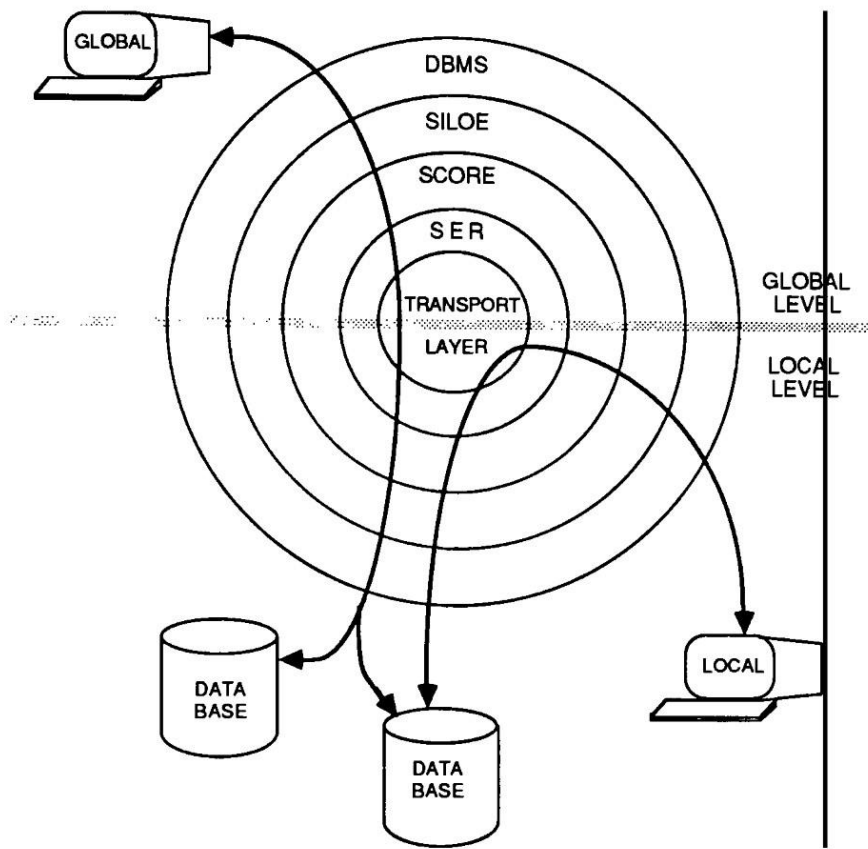 GLOBAL
DBMS
SILOE
SCORE
SER
TRANSPORT
LAYER
GLOBAL
LEVEL
LOCAL
LEVEL
LOCAL
DATA
BASE
DATA
BASE